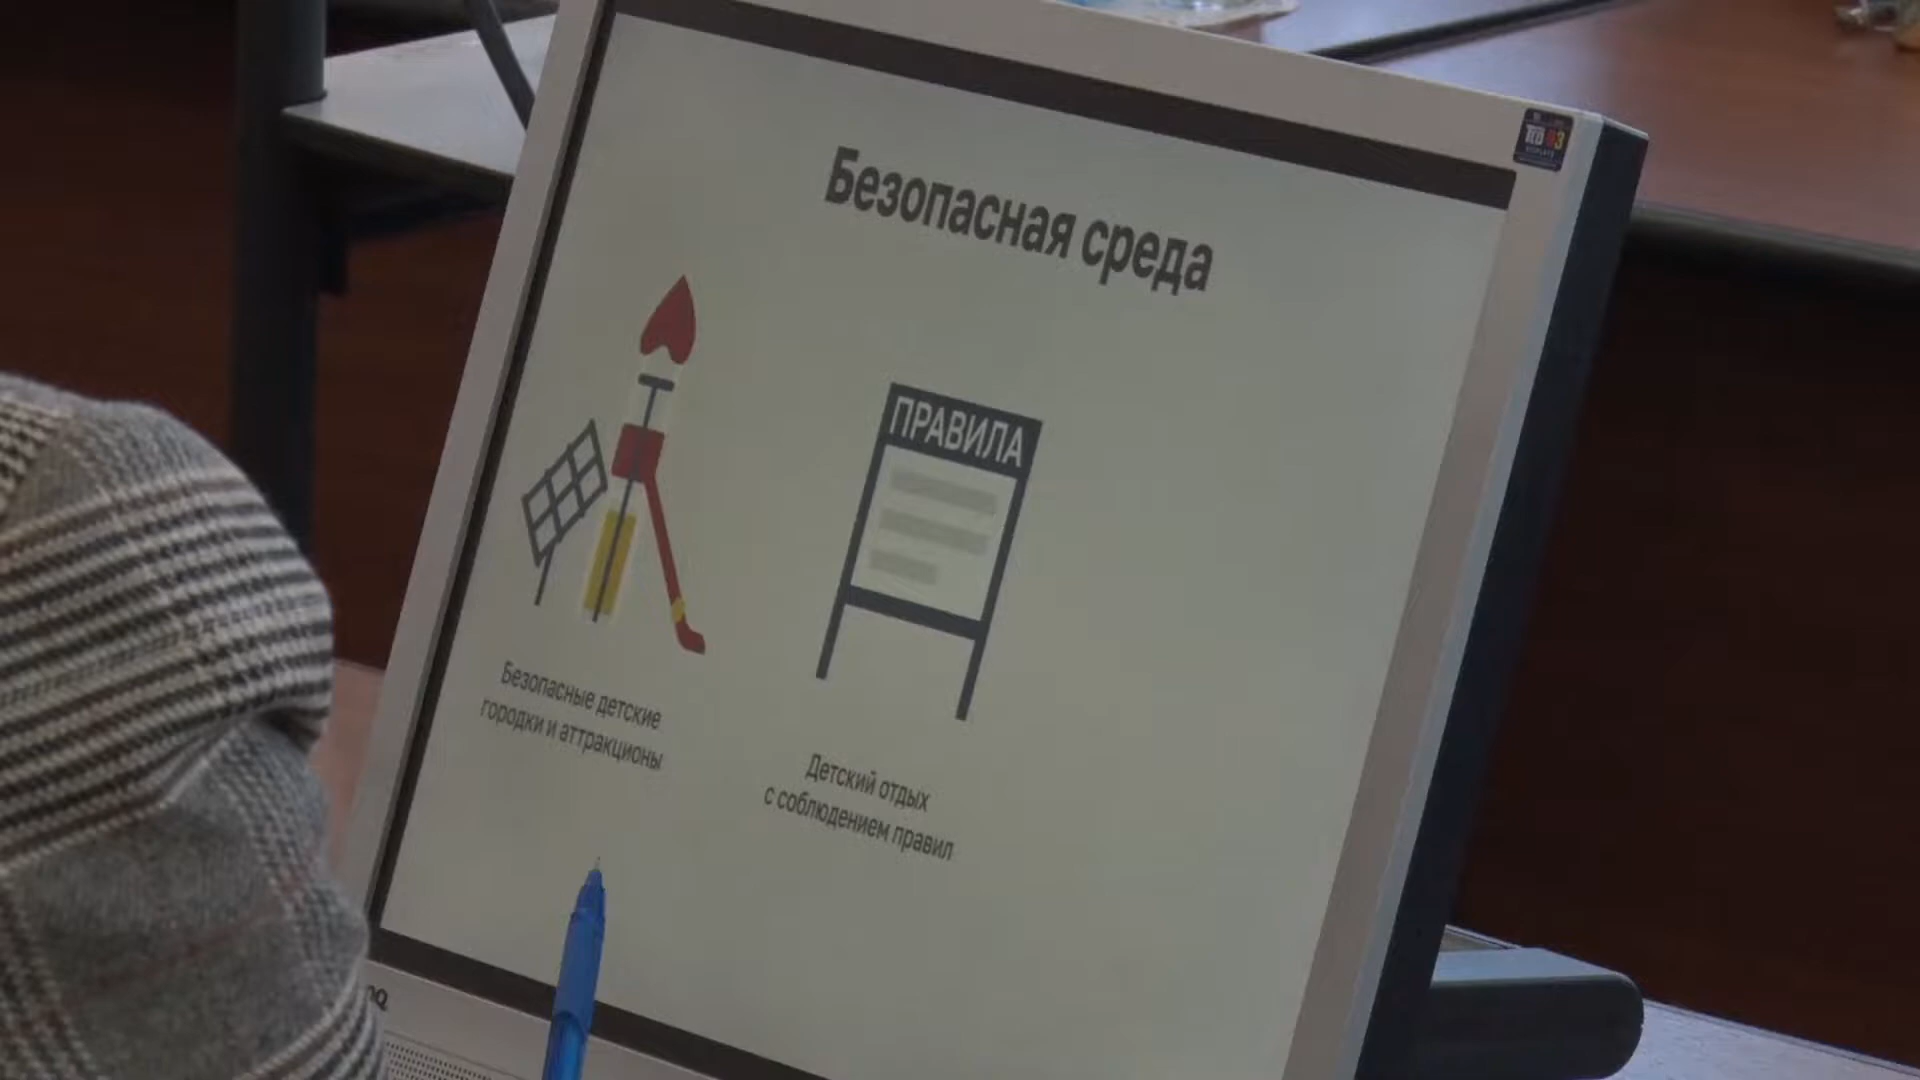 Безопасная среда
ПРАВИЛА
Безопасные детские
городки и аттракционы
Детский отдых
с соблюдением правил